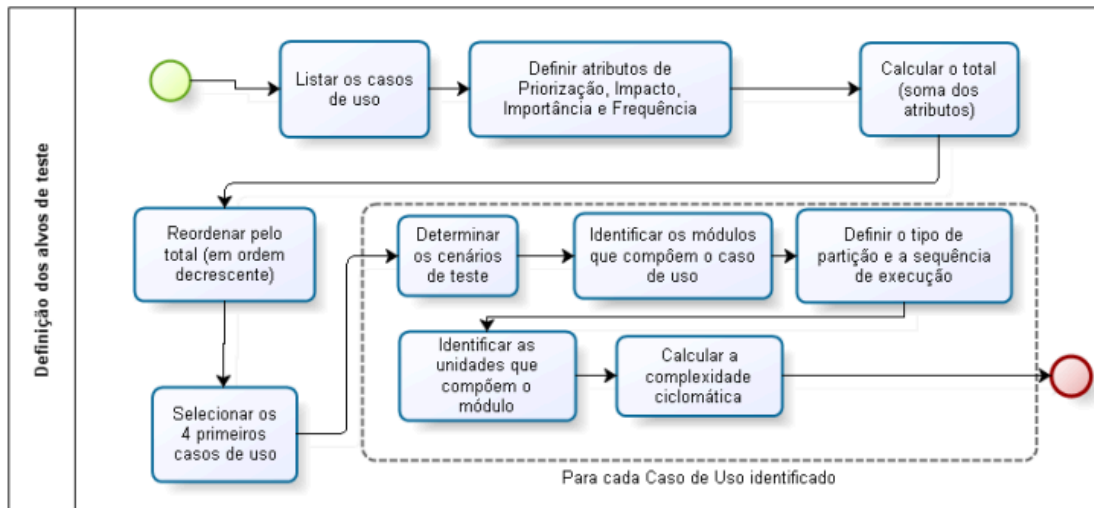 Definição dos alvos de teste
Listar os casos
de uso
Definir atributos de
Priorização, Impacto,
Importância e Frequência
Calcular o total
(soma dos
atributos)
Reordenar pelo
total (em ordem
decrescente)
Selecionar os
4 primeiros
casos de uso
Determinar
os cenários
de teste
Identificar os módulos
que compõem o caso
de uso
Definir o tipo de
partição e a sequência
de execução
Identificar as
unidades que
compõem o
módulo
Calcular a
complexidade
ciclomática
Para cada Caso de Uso identificado